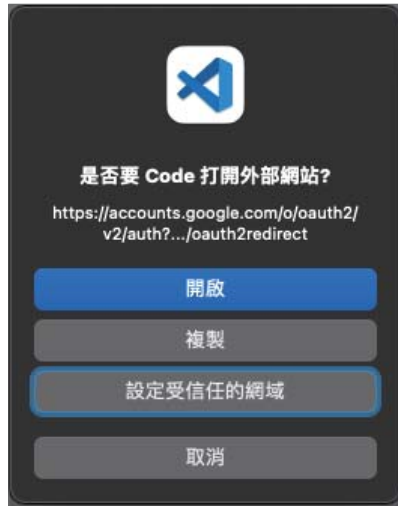 是否要 Code 打開外部網站?
https://accounts.google.com/o/oauth2/
v2/auth?.../oauth2redirect
開啟
複製
設定受信任的網域
取消